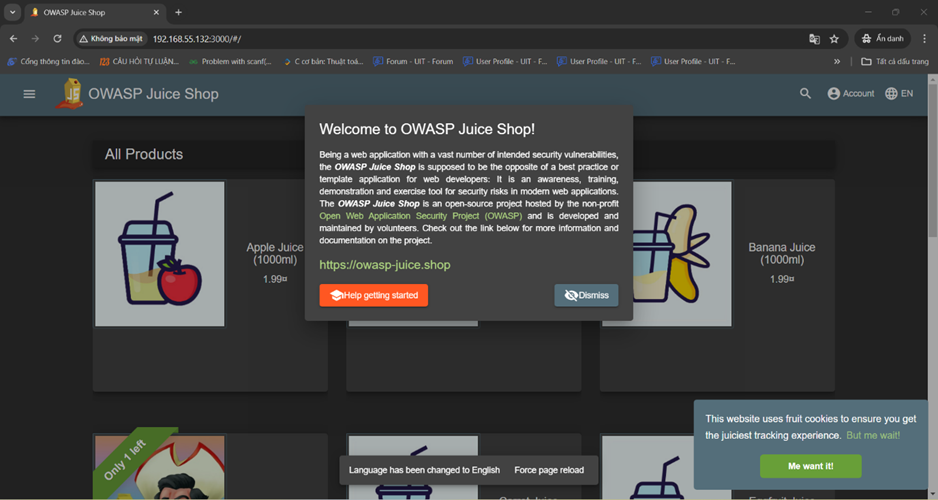 OWASP Juice Shop
Không bảo mật 192.168.55.132:3000/#/ Ẩn danh
Cổng thông tin đào... CÂU HỎI TỰ LUẬN... Problem with scanf(... C cơ bản: Thuật toá... Forum - UIT - Forum User Profile - UIT - F... User Profile - UIT - F... User Profile - UIT - F... » Tất cả dấu trang
OWASP Juice Shop Account EN
Welcome to OWASP Juice Shop!
Being a web application with a vast number of intended security vulnerabilities,
the OWASP Juice Shop is supposed to be the opposite of a best practice or
template application for web developers: It is an awareness, training,
demonstration and exercise tool for security risks in modern web applications.
The OWASP Juice Shop is an open-source project hosted by the non-profit
Open Web Application Security Project (OWASP) and is developed and
maintained by volunteers. Check out the link below for more information and
documentation on the project.
https://owasp-juice.shop
Help getting started Dismiss
All Products
Apple Juice
(1000ml)
1.99¤
Banana Juice
(1000ml)
1.99¤
Only 1 left
This website uses fruit cookies to ensure you get
the juiciest tracking experience. But me wait!
Me want it!
Language has been changed to English Force page reload